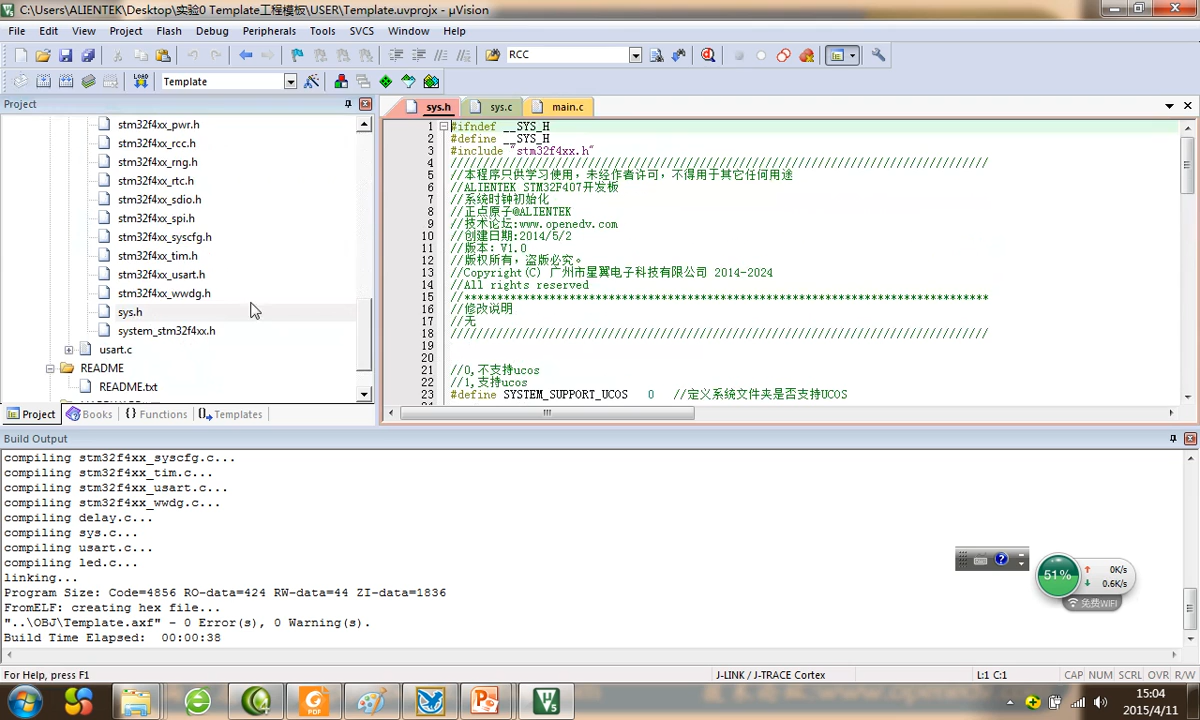 C:\Users\ALIENTEK\Desktop\实验0 Template工程模板\USER\Template.uvprojx - µVision
File Edit View Project Flash Debug Peripherals Tools SVCS Window Help
RCC
LOAD Template
Project
stm32f4xx_pwr.h
stm32f4xx_rcc.h
stm32f4xx_rng.h
stm32f4xx_rtc.h
stm32f4xx_sdio.h
stm32f4xx_spi.h
stm32f4xx_syscfg.h
stm32f4xx_tim.h
stm32f4xx_usart.h
stm32f4xx_wwdg.h
sys.h
system_stm32f4xx.h
usart.c
README
README.txt
Project Books {} Functions Templates
sys.h sys.c main.c
1 #ifndef __SYS_H
2 #define __SYS_H
3 #include "stm32f4xx.h"
4 //////////////////////////////////////////////////////////////////////////////////
5 //本程序只供学习使用，未经作者许可，不得用于其它任何用途
6 //ALIENTEK STM32F407开发板
7 //系统时钟初始化
8 //正点原子@ALIENTEK
9 //技术论坛:www.openedv.com
10 //创建日期:2014/5/2
11 //版本：V1.0
12 //版权所有，盗版必究。
13 //Copyright(C) 广州市星翼电子科技有限公司 2014-2024
14 //All rights reserved
15 //********************************************************************************
16 //修改说明
17 //无
18 //////////////////////////////////////////////////////////////////////////////////
19
20
21 //0,不支持ucos
22 //1,支持ucos
23 #define SYSTEM_SUPPORT_UCOS 0 //定义系统文件夹是否支持UCOS
Build Output
compiling stm32f4xx_syscfg.c...
compiling stm32f4xx_tim.c...
compiling stm32f4xx_usart.c...
compiling stm32f4xx_wwdg.c...
compiling delay.c...
compiling sys.c...
compiling usart.c...
compiling led.c...
linking...
Program Size: Code=4856 RO-data=424 RW-data=44 ZI-data=1836
FromELF: creating hex file...
"..\OBJ\Template.axf" - 0 Error(s), 0 Warning(s).
Build Time Elapsed: 00:00:38
51% 0K/s
0.6K/s
免费WiFi
For Help, press F1 J-LINK / J-TRACE Cortex L:1 C:1 CAP NUM SCRL OVR R/W
15:04
2015/4/11